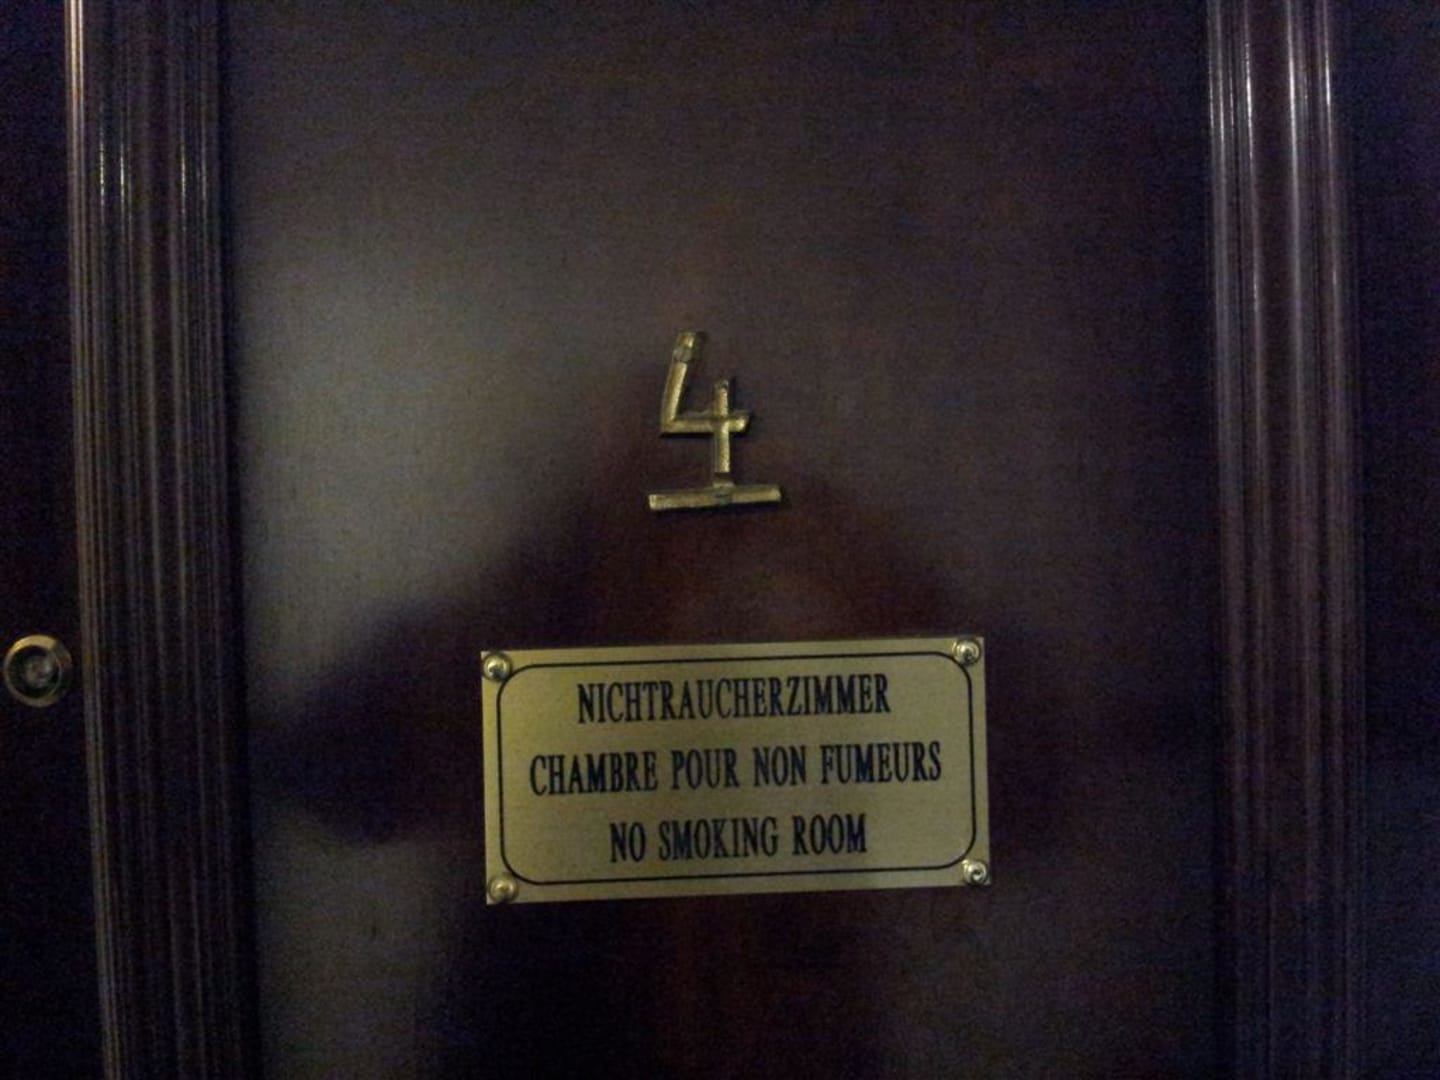 4
NICHTRAUCHERZIMMER
CHAMBRE POUR NON FUMEURS
NO SMOKING ROOM